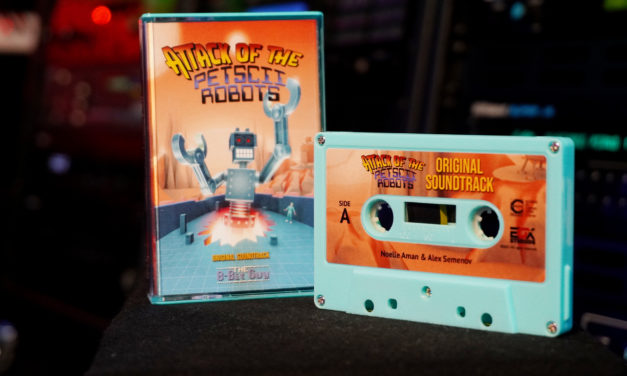 ATTACK OF THE
PETSCII
ROBOTS
ORIGINAL SOUNDTRACK
8-Bit Guy
ATTACK OF THE
PETSCII
ROBOTS
ORIGINAL
SOUNDTRACK
SIDE
A
Noelle Aman & Alex Semenov